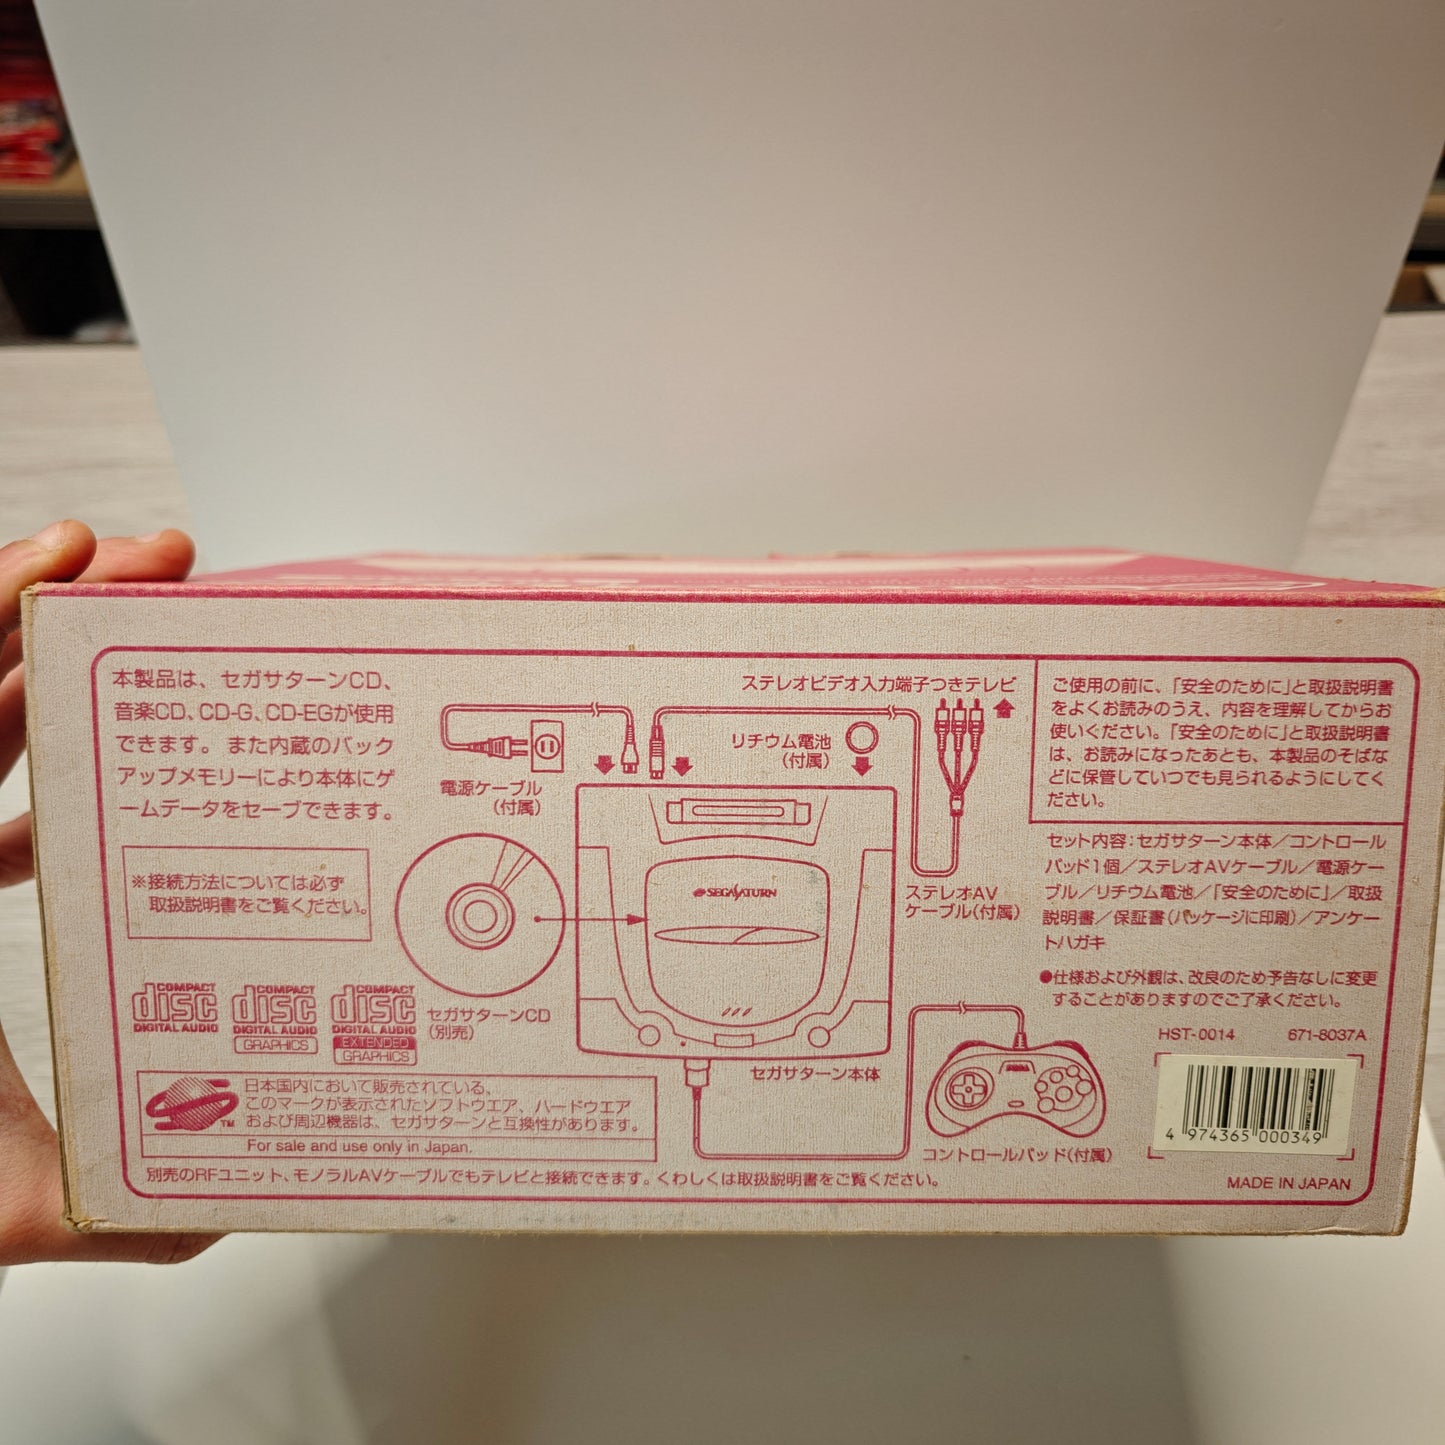 本製品は、セガサターンCD、
音楽CD、CD-G、CD-EGが使用
できます。また内蔵のバック
アップメモリーにより本体にゲ
ームデータをセーブできます。
※接続方法については必ず
取扱説明書をご覧ください。
COMPACT
disc
DIGITAL AUDIO
COMPACT
disc
DIGITAL AUDIO
GRAPHICS
COMPACT
disc
DIGITAL AUDIO
EXTENDED
GRAPHICS
ステレオビデオ入力端子つきテレビ
電源ケーブル
(付属)
リチウム電池
(付属)
ステレオAV
ケーブル(付属)
SEGA SATURN
セガサターンCD
(別売)
セガサターン本体
SEGA
コントロールパッド(付属)
TM
日本国内において販売されている、
このマークが表示されたソフトウエア、ハードウエア
および周辺機器は、セガサターンと互換性があります。
For sale and use only in Japan.
別売のRFユニット、モノラルAVケーブルでもテレビと接続できます。くわしくは取扱説明書をご覧ください。
ご使用の前に、「安全のために」と取扱説明書
をよくお読みのうえ、内容を理解してからお
使いください。「安全のために」と取扱説明書
は、お読みになったあとも、本製品のそばな
どに保管していつでも見られるようにしてく
ださい。
セット内容:セガサターン本体/コントロール
パッド1個/ステレオAVケーブル/電源ケー
ブル/リチウム電池/「安全のために」/取扱
説明書/保証書(パッケージに印刷)/アンケー
トハガキ
●仕様および外観は、改良のため予告なしに変更
することがありますのでご了承ください。
HST-0014 671-8037A
4 974365 000349
MADE IN JAPAN